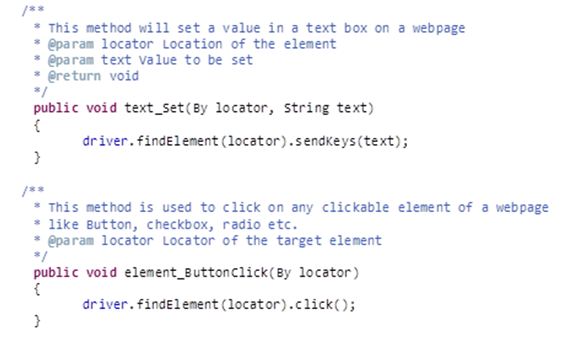 /**
 * This method will set a value in a text box on a webpage
 * @param locator Location of the element
 * @param text Value to be set
 * @return void
 */
public void text_Set(By locator, String text)
{
driver.findElement(locator).sendKeys(text);
}
/**
 * This method is used to click on any clickable element of a webpage
 * like Button, checkbox, radio etc.
 * @param locator Locator of the target element
 */
public void element_ButtonClick(By locator)
{
driver.findElement(locator).click();
}